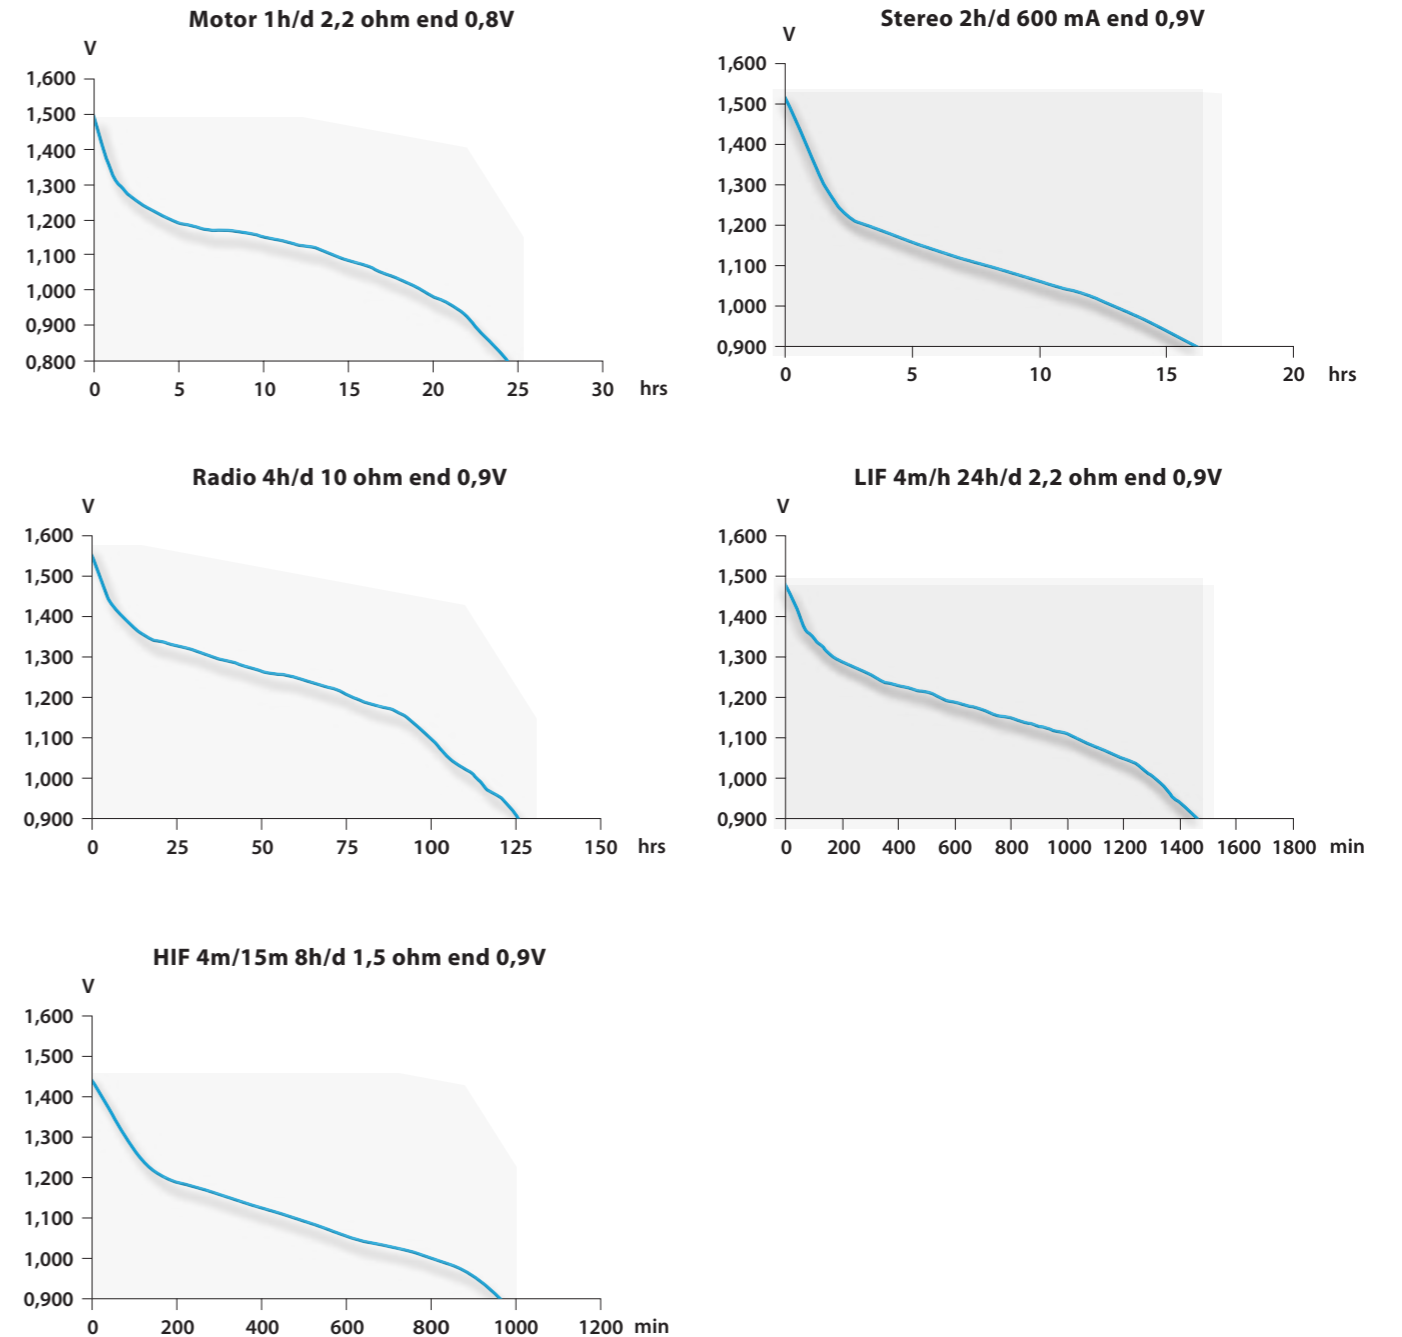 Motor 1h/d 2,2 ohm end 0,8V
V
1,600
1,500
1,400
1,300
1,200
1,100
1,000
0,900
0,800
0 5 10 15 20 25 30 hrs
Stereo 2h/d 600 mA end 0,9V
V
1,600
1,500
1,400
1,300
1,200
1,100
1,000
0,900
0 5 10 15 20 hrs
Radio 4h/d 10 ohm end 0,9V
V
1,600
1,500
1,400
1,300
1,200
1,100
1,000
0,900
0 25 50 75 100 125 150 hrs
LIF 4m/h 24h/d 2,2 ohm end 0,9V
V
1,600
1,500
1,400
1,300
1,200
1,100
1,000
0,900
0 200 400 600 800 1000 1200 1400 1600 1800 min
HIF 4m/15m 8h/d 1,5 ohm end 0,9V
V
1,600
1,500
1,400
1,300
1,200
1,100
1,000
0,900
0 200 400 600 800 1000 1200 min